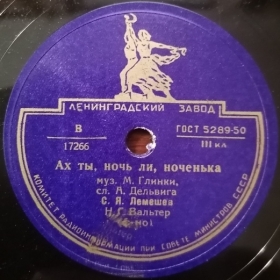 ЛЕНИНГРАДСКИЙ ЗАВОД
В
17266
ГОСТ 5289-50
III кл
Ах ты, ночь ли, ноченька
муз. М. Глинки,
сл. А. Дельвига
С. Я. Лемешев
Н. Г. Вальтер
КОМИТЕТ РАДИОИНФОРМАЦИИ ПРИ СОВЕТЕ МИНИСТРОВ СССР